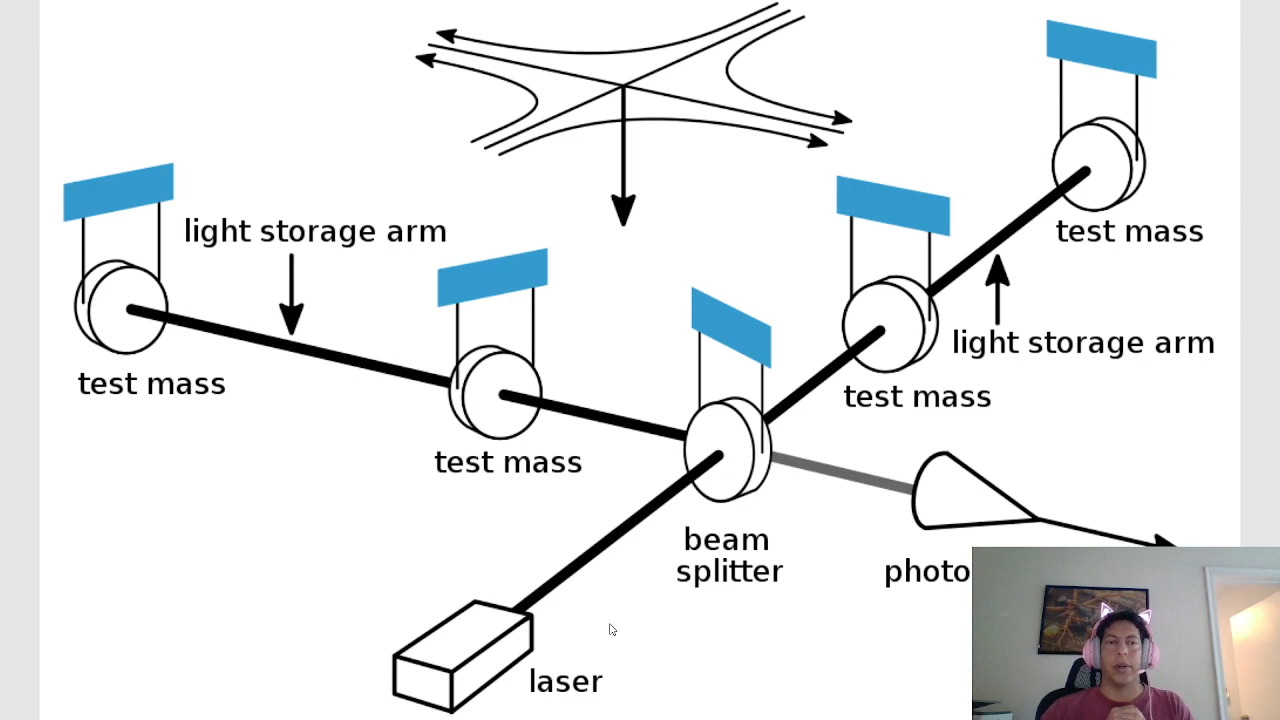 light storage arm
test mass
light storage arm
test mass
test mass
test mass
beam
splitter
photo
laser